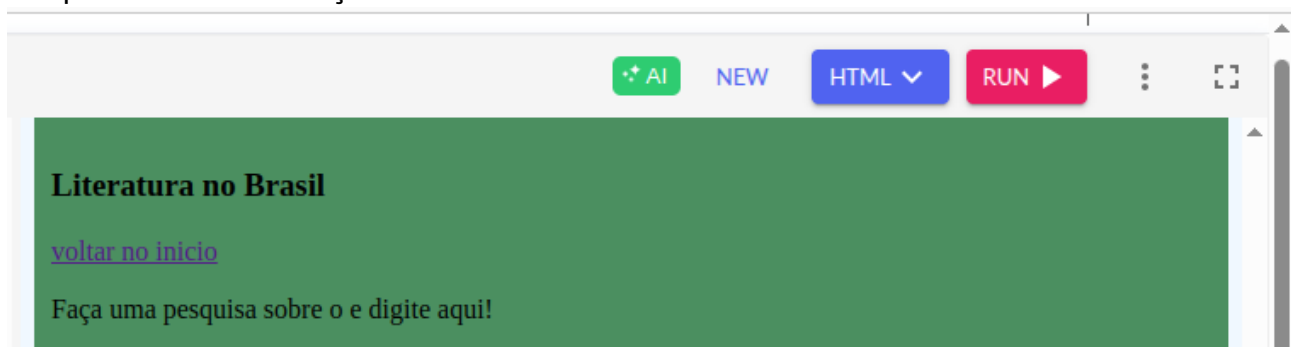 AI NEW HTML RUN
Literatura no Brasil
voltar no inicio
Faça uma pesquisa sobre o e digite aqui!